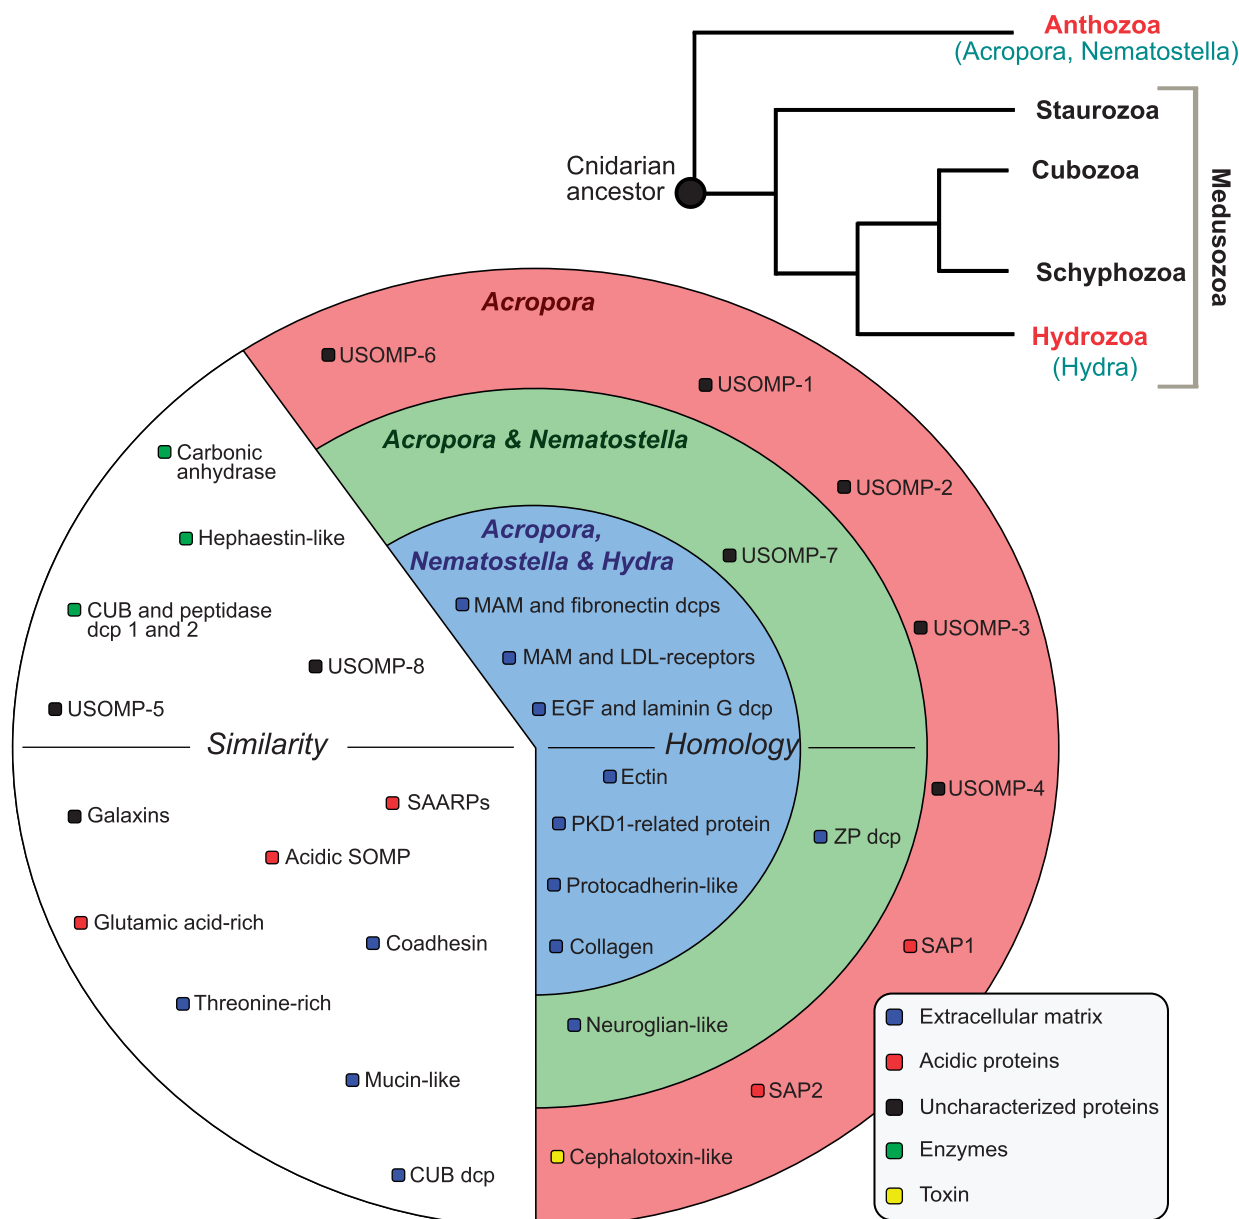 Anthozoa
(Acropora, Nematostella)
Staurozoa
Cubozoa
Schyphozoa
Hydrozoa
(Hydra)
Medusozoa
Cnidarian
ancestor
Acropora
USOMP-6
USOMP-1
USOMP-2
USOMP-3
USOMP-4
SAP1
SAP2
Cephalotoxin-like
Acropora & Nematostella
USOMP-7
ZP dcp
Neuroglian-like
Acropora,
Nematostella & Hydra
MAM and fibronectin dcps
MAM and LDL-receptors
EGF and laminin G dcp
Homology
Ectin
PKD1-related protein
Protocadherin-like
Collagen
Carbonic
anhydrase
Hephaestin-like
CUB and peptidase
dcp 1 and 2
USOMP-8
USOMP-5
Similarity
SAARPs
Galaxins
Acidic SOMP
Glutamic acid-rich
Coadhesin
Threonine-rich
Mucin-like
CUB dcp
Extracellular matrix
Acidic proteins
Uncharacterized proteins
Enzymes
Toxin